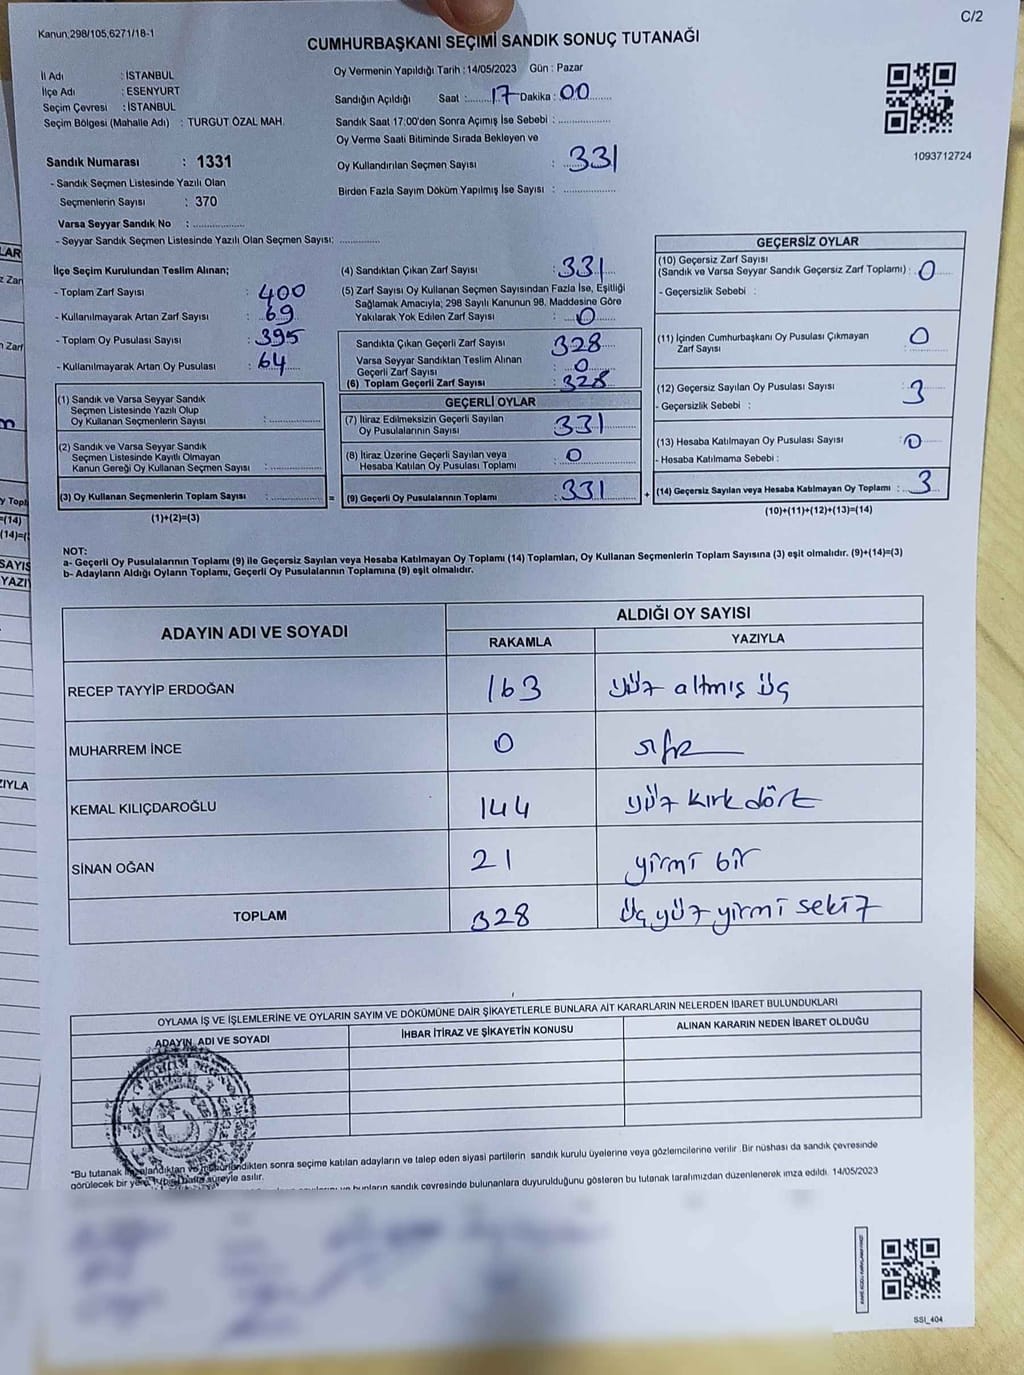 C/2
Kanun:298/105,6271/18-1
CUMHURBAŞKANI SEÇİMİ SANDIK SONUÇ TUTANAĞI
İl Adı : İSTANBUL
İlçe Adı : ESENYURT
Seçim Çevresi : İSTANBUL
Seçim Bölgesi (Mahalle Adı) : TURGUT ÖZAL MAH.
Sandık Numarası : 1331
- Sandık Seçmen Listesinde Yazılı Olan
Seçmenlerin Sayısı : 370
Varsa Seyyar Sandık No :
- Seyyar Sandık Seçmen Listesinde Yazılı Olan Seçmen Sayısı:
Oy Vermenin Yapıldığı Tarih : 14/05/2023 Gün : Pazar
Sandığın Açıldığı Saat : 17 Dakika : 00
Sandık Saat 17:00'den Sonra Açımış İse Sebebi :
Oy Verme Saati Bitiminde Sırada Bekleyen ve
Oy Kullandırılan Seçmen Sayısı : 331
Birden Fazla Sayım Döküm Yapılmış İse Sayısı :
1093712724
İlçe Seçim Kurulundan Teslim Alınan;
- Toplam Zarf Sayısı : 400
- Kullanılmayarak Artan Zarf Sayısı : 69
- Toplam Oy Pusulası Sayısı : 395
- Kullanılmayarak Artan Oy Pusulası : 64
(1) Sandık ve Varsa Seyyar Sandık
Seçmen Listesinde Yazılı Olup
Oy Kullanan Seçmenlerin Sayısı :
(2) Sandık ve Varsa Seyyar Sandık
Seçmen Listesinde Kayıtlı Olmayan
Kanun Gereği Oy Kullanan Seçmen Sayısı :
(3) Oy Kullanan Seçmenlerin Toplam Sayısı : =
(1)+(2)=(3)
(4) Sandıktan Çıkan Zarf Sayısı : 331
(5) Zarf Sayısı Oy Kullanan Seçmen Sayısından Fazla İse, Eşitliği
Sağlamak Amacıyla; 298 Sayılı Kanunun 98. Maddesine Göre
Yakılarak Yok Edilen Zarf Sayısı : 0
Sandıkta Çıkan Geçerli Zarf Sayısı : 328
Varsa Seyyar Sandıktan Teslim Alınan
Geçerli Zarf Sayısı : 0
(6) Toplam Geçerli Zarf Sayısı : 328
GEÇERLİ OYLAR
(7) İtiraz Edilmeksizin Geçerli Sayılan
Oy Pusulalarının Sayısı : 331
(8) İtiraz Üzerine Geçerli Sayılan veya
Hesaba Katılan Oy Pusulası Toplamı : 0
(9) Geçerli Oy Pusulalarının Toplamı : 331 +
GEÇERSİZ OYLAR
(10) Geçersiz Zarf Sayısı
(Sandık ve Varsa Seyyar Sandık Geçersiz Zarf Toplamı) : 0
- Geçersizlik Sebebi :
(11) İçinden Cumhurbaşkanı Oy Pusulası Çıkmayan
Zarf Sayısı : 0
(12) Geçersiz Sayılan Oy Pusulası Sayısı : 3
- Geçersizlik Sebebi :
(13) Hesaba Katılmayan Oy Pusulası Sayısı : 0
- Hesaba Katılmama Sebebi :
(14) Geçersiz Sayılan veya Hesaba Katılmayan Oy Toplamı : 3
(10)+(11)+(12)+(13)=(14)
NOT:
a- Geçerli Oy Pusulalarının Toplamı (9) ile Geçersiz Sayılan veya Hesaba Katılmayan Oy Toplamı (14) Toplamları, Oy Kullanan Seçmenlerin Toplam Sayısına (3) eşit olmalıdır. (9)+(14)=(3)
b- Adayların Aldığı Oyların Toplamı, Geçerli Oy Pusulalarının Toplamına (9) eşit olmalıdır.
ADAYIN ADI VE SOYADI
ALDIĞI OY SAYISI
RAKAMLA YAZIYLA
RECEP TAYYİP ERDOĞAN 163 yüz altmış üç
MUHARREM İNCE 0 sıfır
KEMAL KILIÇDAROĞLU 144 yüz kırk dört
SİNAN OĞAN 21 yirmi bir
TOPLAM 328 üç yüz yirmi sekiz
OYLAMA İŞ VE İŞLEMLERİNE VE OYLARIN SAYIM VE DÖKÜMÜNE DAİR ŞİKAYETLERLE BUNLARA AİT KARARLARIN NELERDEN İBARET BULUNDUKLARI
ADAYIN ADI VE SOYADI İHBAR İTİRAZ VE ŞİKAYETİN KONUSU ALINAN KARARIN NEDEN İBARET OLDUĞU
*Bu tutanak sonra seçime katılan adayların ve talep eden siyasi partilerin sandık kurulu üyelerine veya gözlemcilerine verilir. Bir nüshası da sandık çevresinde
görülecek bir yere süreyle asılır.
bunların sandık çevresinde bulunanlara duyurulduğunu gösteren bu tutanak tarafımızdan düzenlenerek imza edildi. 14/05/2023
SSI_404